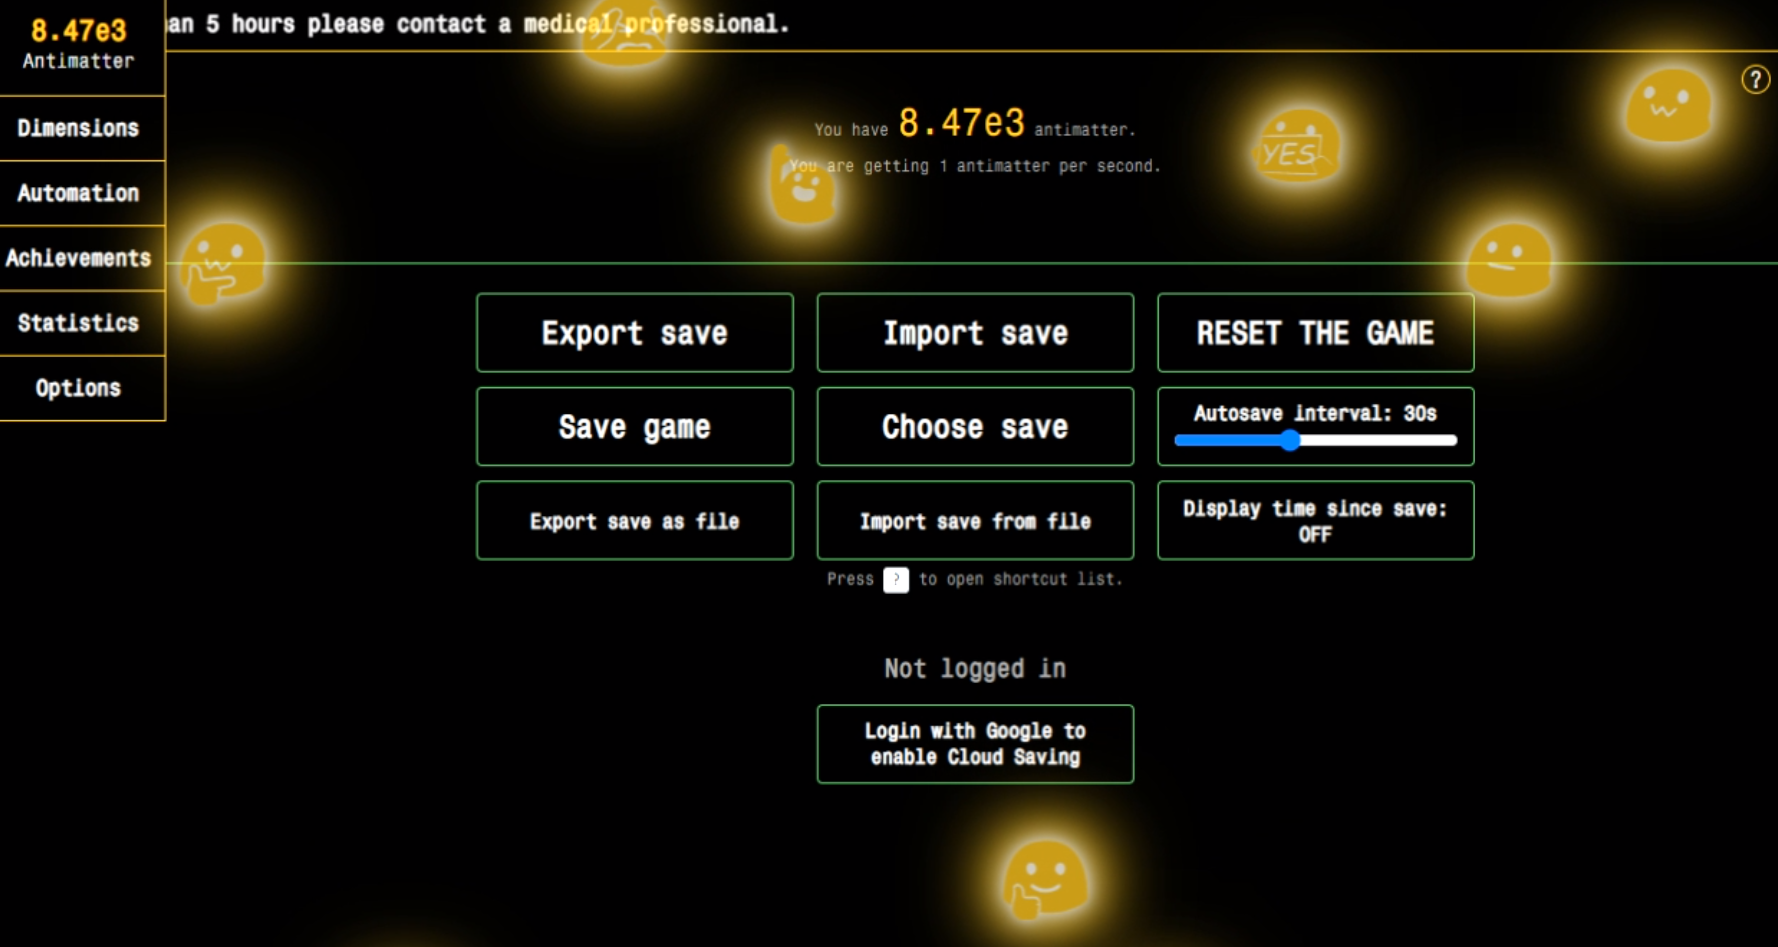 8.47e3
Antimatter
an 5 hours please contact a medical professional.
?
You have 8.47e3 antimatter.
You are getting 1 antimatter per second.
YES
Dimensions
Automation
Achievements
Statistics
Options
Export save
Import save
RESET THE GAME
Save game
Choose save
Autosave interval: 30s
Export save as file
Import save from file
Display time since save:
OFF
Press ? to open shortcut list.
Not logged in
Login with Google to
enable Cloud Saving